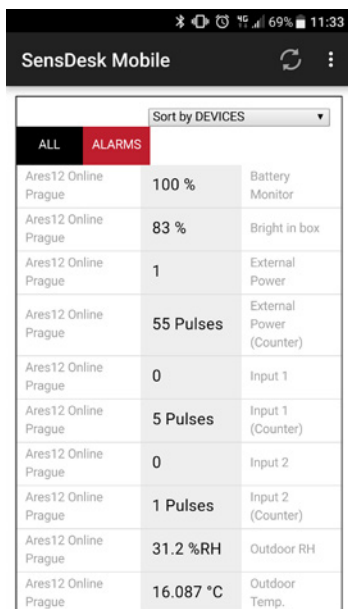 4G 69% 11:33
SensDesk Mobile
Sort by DEVICES
ALL ALARMS
Ares12 Online
Prague
100 %
Battery
Monitor
Ares12 Online
Prague
83 %
Bright in box
Ares12 Online
Prague
1
External
Power
Ares12 Online
Prague
55 Pulses
External
Power
(Counter)
Ares12 Online
Prague
0
Input 1
Ares12 Online
Prague
5 Pulses
Input 1
(Counter)
Ares12 Online
Prague
0
Input 2
Ares12 Online
Prague
1 Pulses
Input 2
(Counter)
Ares12 Online
Prague
31.2 %RH
Outdoor RH
Ares12 Online
Prague
16.087 °C
Outdoor
Temp.